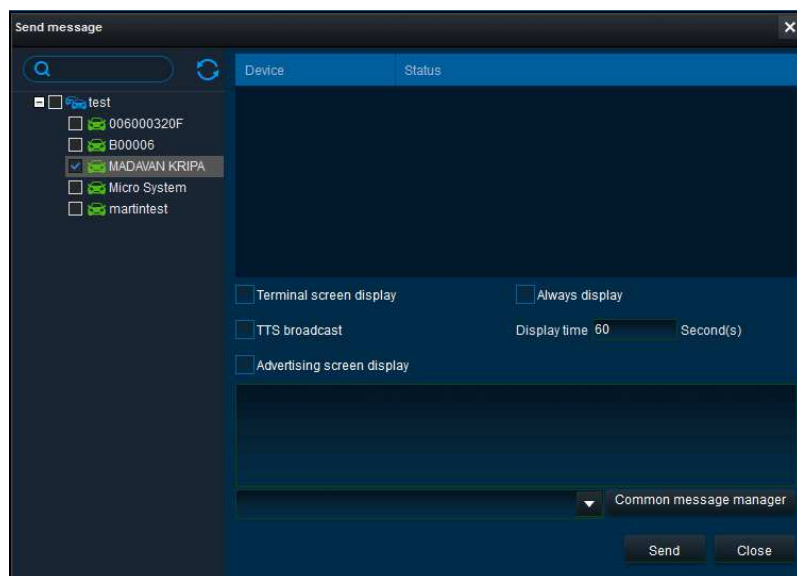 Send message
Device Status
test
006000320F
B00006
MADAVAN KRIPA
Micro System
martintest
Terminal screen display Always display
TTS broadcast Display time 60 Second(s)
Advertising screen display
Common message manager
Send Close